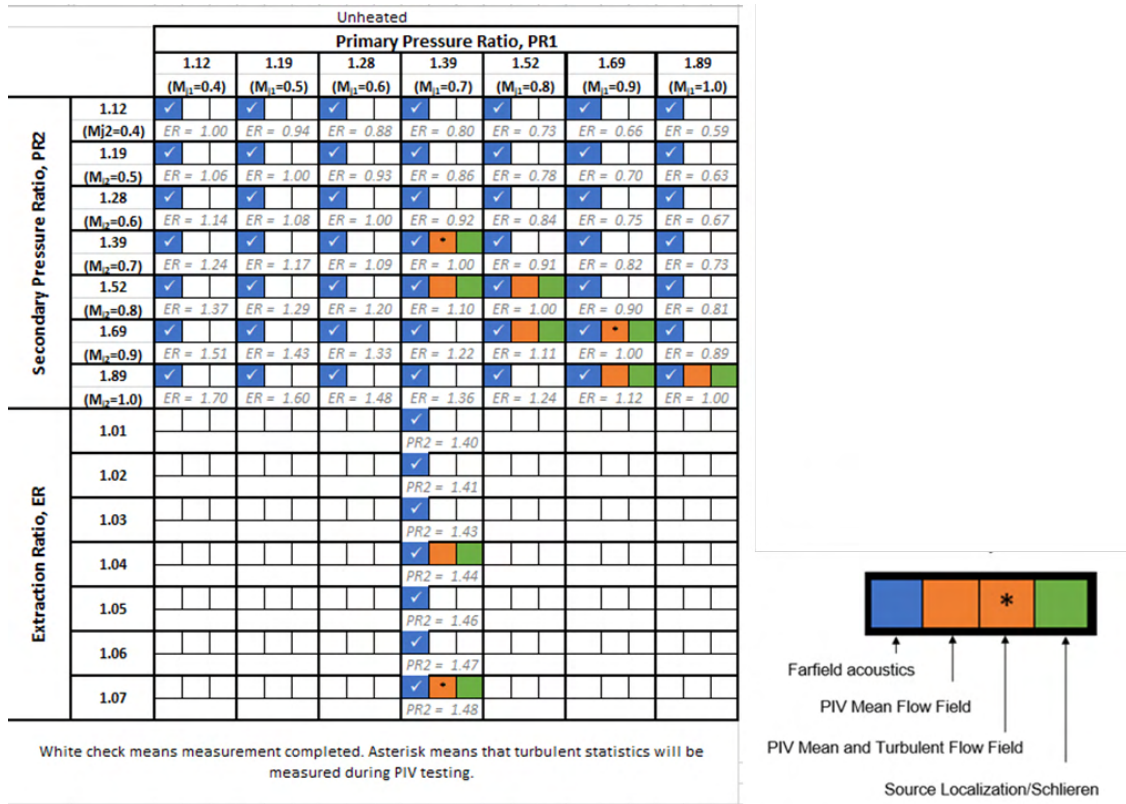 Unheated
Primary Pressure Ratio, PR1
1.12 1.19 1.28 1.39 1.52 1.69 1.89
(Mj1=0.4) (Mj1=0.5) (Mj1=0.6) (Mj1=0.7) (Mj1=0.8) (Mj1=0.9) (Mj1=1.0)
Secondary Pressure Ratio, PR2
1.12 ✓ ✓ ✓ ✓ ✓ ✓ ✓
(Mj2=0.4) ER = 1.00 ER = 0.94 ER = 0.88 ER = 0.80 ER = 0.73 ER = 0.66 ER = 0.59
1.19 ✓ ✓ ✓ ✓ ✓ ✓ ✓
(Mj2=0.5) ER = 1.06 ER = 1.00 ER = 0.93 ER = 0.86 ER = 0.78 ER = 0.70 ER = 0.63
1.28 ✓ ✓ ✓ ✓ ✓ ✓ ✓
(Mj2=0.6) ER = 1.14 ER = 1.08 ER = 1.00 ER = 0.92 ER = 0.84 ER = 0.75 ER = 0.67
1.39 ✓ ✓ ✓ ✓ * ✓ ✓ ✓
(Mj2=0.7) ER = 1.24 ER = 1.17 ER = 1.09 ER = 1.00 ER = 0.91 ER = 0.82 ER = 0.73
1.52 ✓ ✓ ✓ ✓ ✓ ✓ ✓
(Mj2=0.8) ER = 1.37 ER = 1.29 ER = 1.20 ER = 1.10 ER = 1.00 ER = 0.90 ER = 0.81
1.69 ✓ ✓ ✓ ✓ ✓ ✓ * ✓
(Mj2=0.9) ER = 1.51 ER = 1.43 ER = 1.33 ER = 1.22 ER = 1.11 ER = 1.00 ER = 0.89
1.89 ✓ ✓ ✓ ✓ ✓ ✓ ✓
(Mj2=1.0) ER = 1.70 ER = 1.60 ER = 1.48 ER = 1.36 ER = 1.24 ER = 1.12 ER = 1.00
Extraction Ratio, ER
1.01 ✓
PR2 = 1.40
1.02 ✓
PR2 = 1.41
1.03 ✓
PR2 = 1.43
1.04 ✓
PR2 = 1.44
1.05 ✓
PR2 = 1.46
1.06 ✓
PR2 = 1.47
1.07 ✓ *
PR2 = 1.48
White check means measurement completed. Asterisk means that turbulent statistics will be
measured during PIV testing.
*
Farfield acoustics
PIV Mean Flow Field
PIV Mean and Turbulent Flow Field
Source Localization/Schlieren